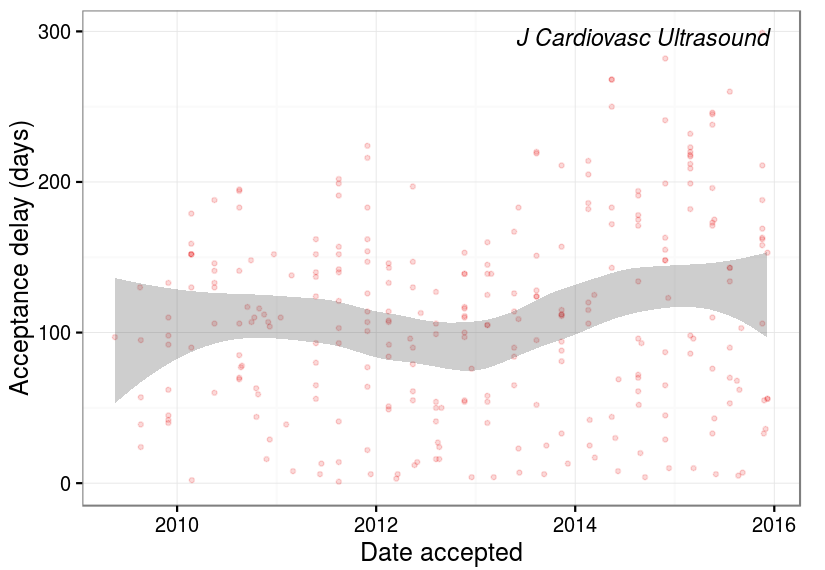 J Cardiovasc Ultrasound
300
200
100
0
Acceptance delay (days)
2010 2012 2014 2016
Date accepted